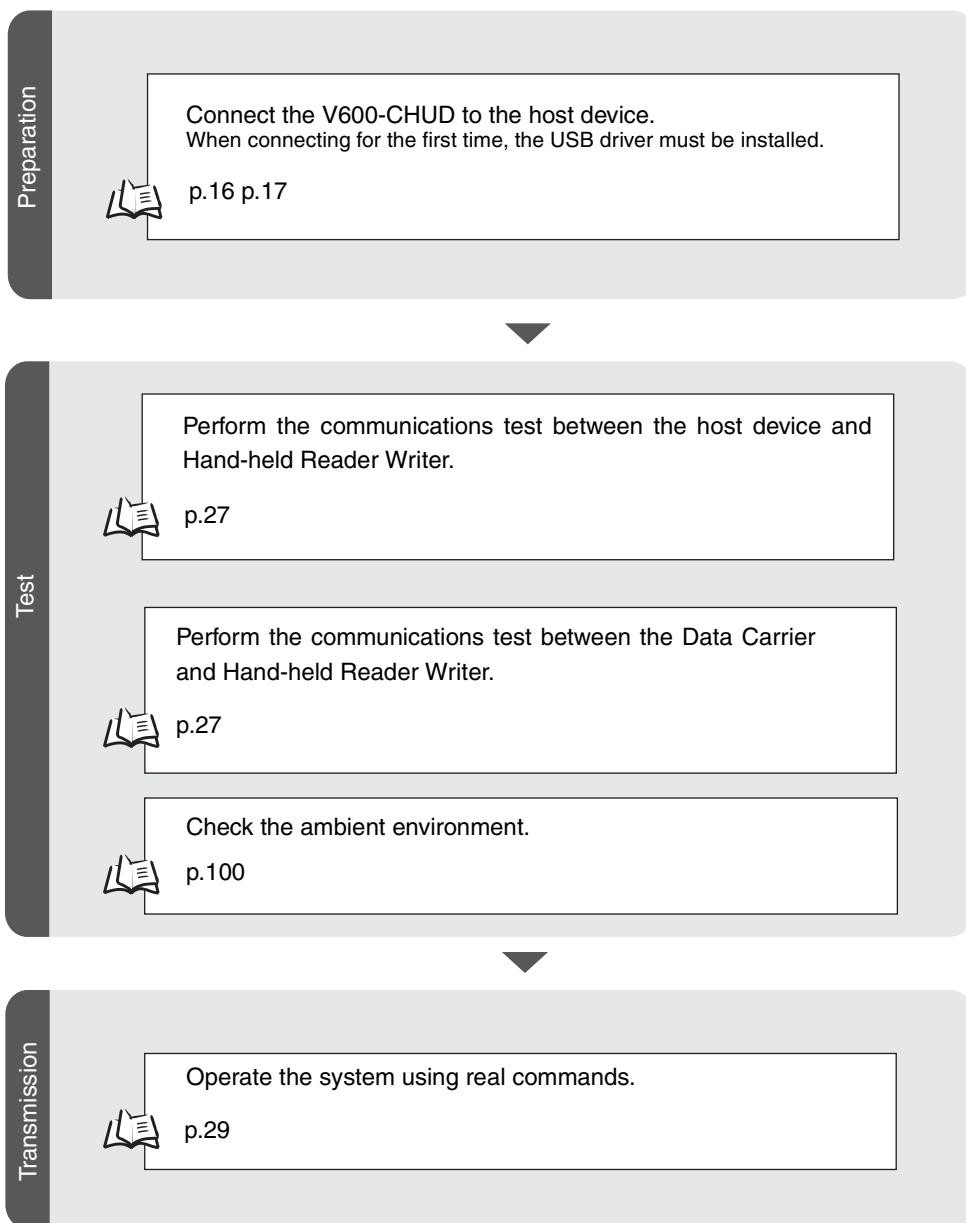 Preparation
Connect the V600-CHUD to the host device.
When connecting for the first time, the USB driver must be installed.
p.16 p.17
Test
Perform the communications test between the host device and
Hand-held Reader Writer.
p.27
Perform the communications test between the Data Carrier
and Hand-held Reader Writer.
p.27
Check the ambient environment.
p.100
Transmission
Operate the system using real commands.
p.29